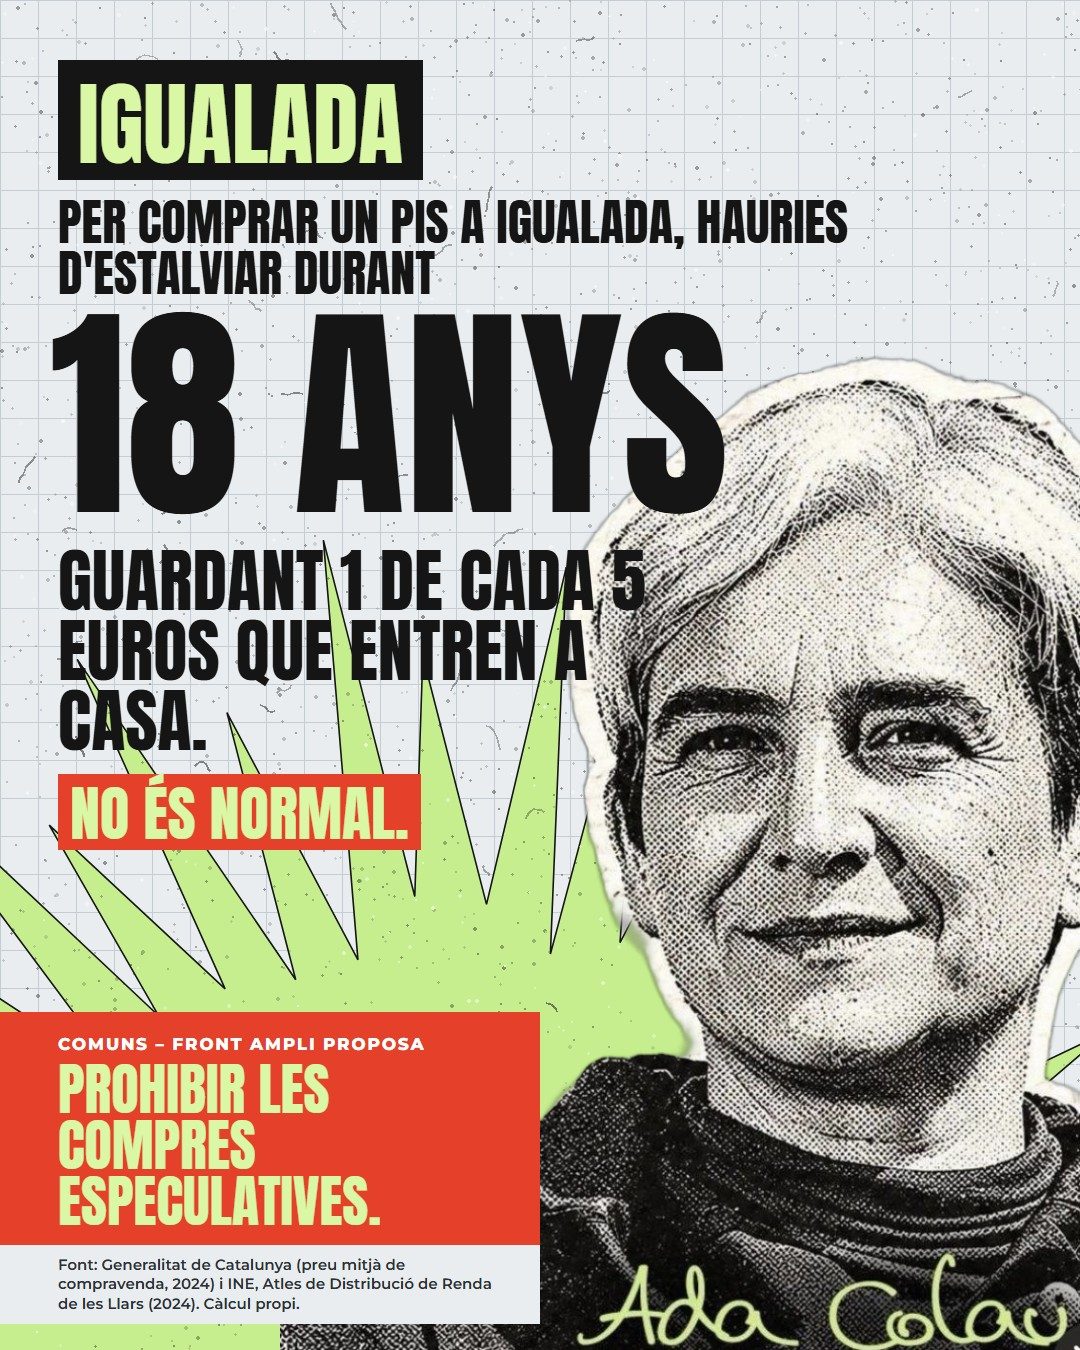 IGUALADA
PER COMPRAR UN PIS A IGUALADA, HAURIES
D'ESTALVIAR DURANT
18 ANYS
GUARDANT 1 DE CADA 5
EUROS QUE ENTREN A
CASA.
NO ÉS NORMAL.
COMUNS – FRONT AMPLI PROPOSA
PROHIBIR LES
COMPRES
ESPECULATIVES.
Font: Generalitat de Catalunya (preu mitjà de
compravenda, 2024) i INE, Atles de Distribució de Renda
de les Llars (2024). Càlcul propi.
Ada Colau